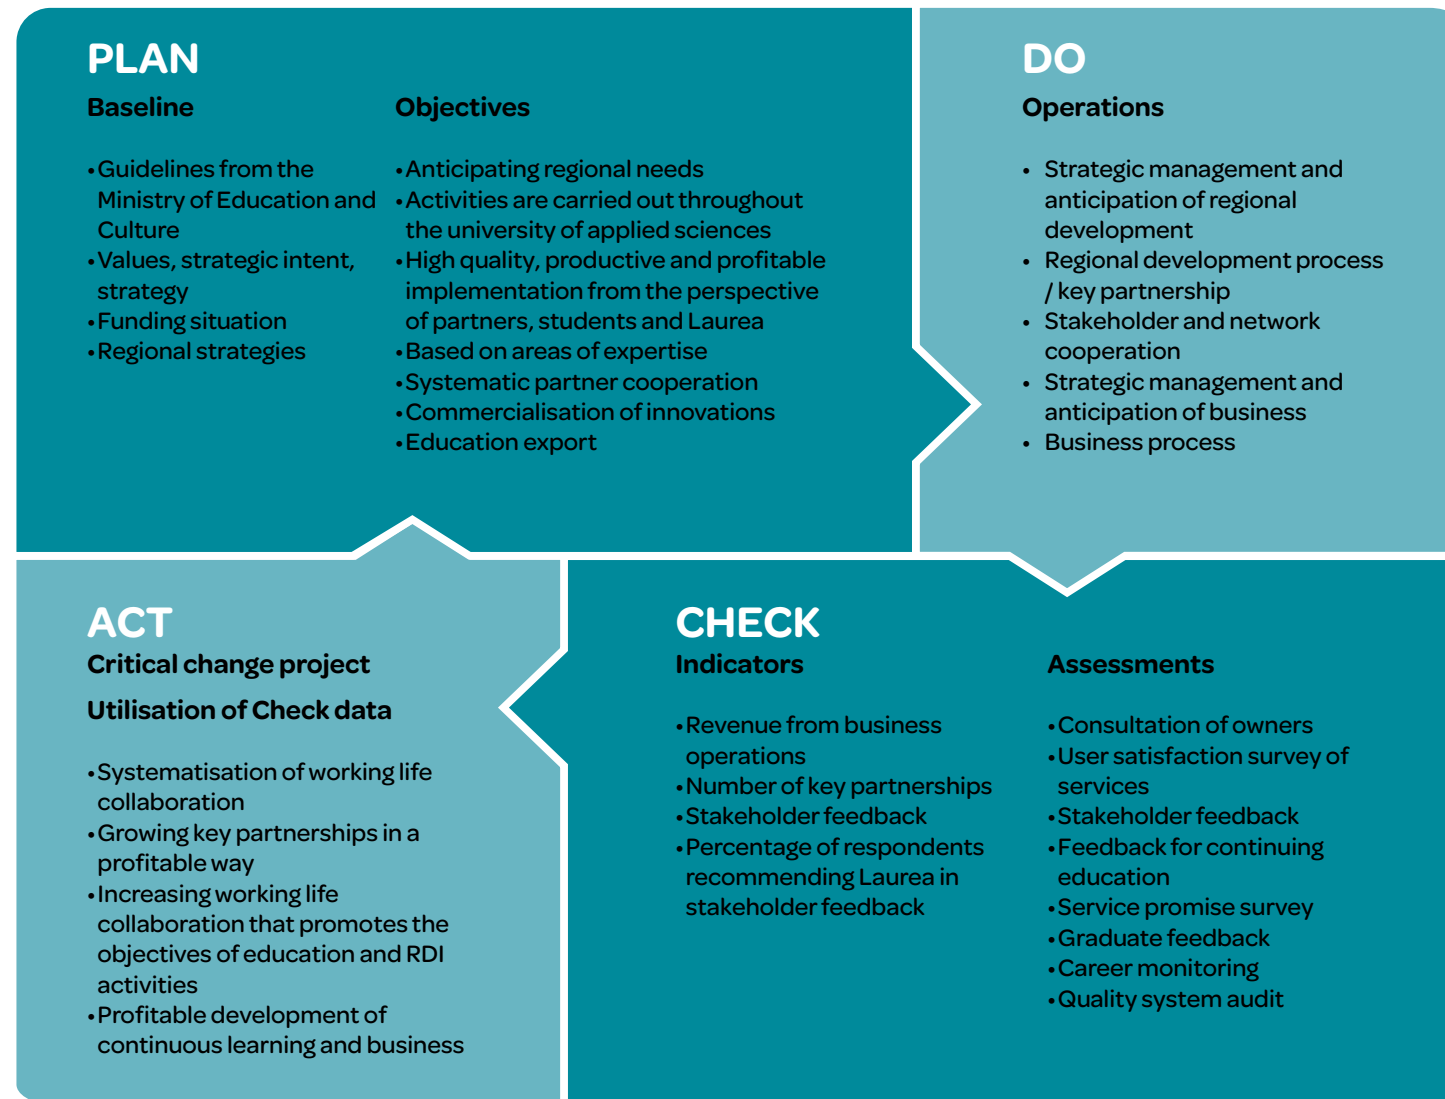 PLAN
Baseline
•Guidelines from the
Ministry of Education and
Culture
•Values, strategic intent,
strategy
•Funding situation
•Regional strategies
Objectives
•Anticipating regional needs
•Activities are carried out throughout
the university of applied sciences
•High quality, productive and profitable
implementation from the perspective
of partners, students and Laurea
•Based on areas of expertise
•Systematic partner cooperation
•Commercialisation of innovations
•Education export
DO
Operations
• Strategic management and
anticipation of regional
development
• Regional development process
/ key partnership
• Stakeholder and network
cooperation
• Strategic management and
anticipation of business
• Business process
ACT
Critical change project
Utilisation of Check data
•Systematisation of working life
collaboration
•Growing key partnerships in a
profitable way
•Increasing working life
collaboration that promotes the
objectives of education and RDI
activities
•Profitable development of
continuous learning and business
CHECK
Indicators
•Revenue from business
operations
•Number of key partnerships
•Stakeholder feedback
•Percentage of respondents
recommending Laurea in
stakeholder feedback
Assessments
•Consultation of owners
•User satisfaction survey of
services
•Stakeholder feedback
•Feedback for continuing
education
•Service promise survey
•Graduate feedback
•Career monitoring
•Quality system audit